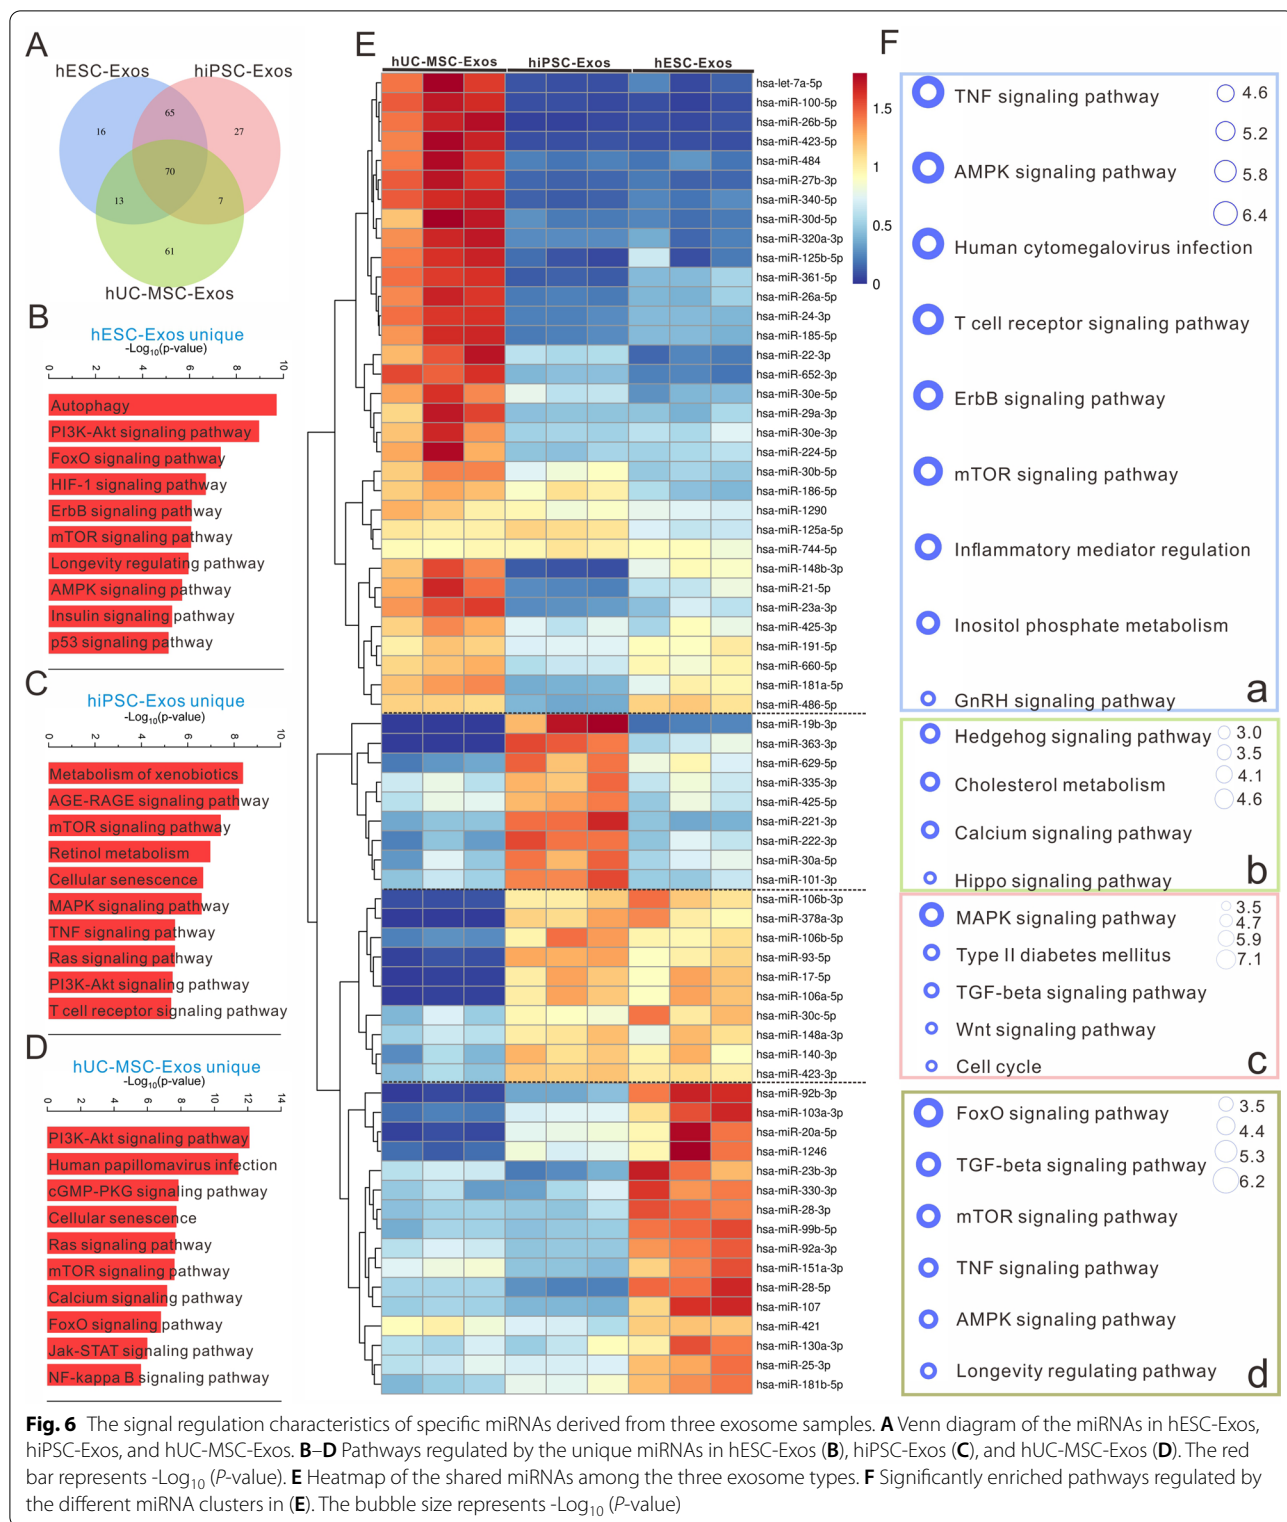 A
hESC-Exos
hiPSC-Exos
65
16
27
70
13
7
61
hUC-MSC-Exos
B
hESC-Exos unique
-Log10(p-value)
0 2 4 6 8 10
Autophagy
PI3K-Akt signaling pathway
FoxO signaling pathway
HIF-1 signaling pathway
ErbB signaling pathway
mTOR signaling pathway
Longevity regulating pathway
AMPK signaling pathway
Insulin signaling pathway
p53 signaling pathway
C
hiPSC-Exos unique
-Log10(p-value)
0 2 4 6 8 10
Metabolism of xenobiotics
AGE-RAGE signaling pathway
mTOR signaling pathway
Retinol metabolism
Cellular senescence
MAPK signaling pathway
TNF signaling pathway
Ras signaling pathway
PI3K-Akt signaling pathway
T cell receptor signaling pathway
D
hUC-MSC-Exos unique
-Log10(p-value)
0 2 4 6 8 10 12 14
PI3K-Akt signaling pathway
Human papillomavirus infection
cGMP-PKG signaling pathway
Cellular senescence
Ras signaling pathway
mTOR signaling pathway
Calcium signaling pathway
FoxO signaling pathway
Jak-STAT signaling pathway
NF-kappa B signaling pathway
E
hUC-MSC-Exos hiPSC-Exos hESC-Exos
hsa-let-7a-5p
hsa-miR-100-5p
hsa-miR-26b-5p
hsa-miR-423-5p
hsa-miR-484
hsa-miR-27b-3p
hsa-miR-340-5p
hsa-miR-30d-5p
hsa-miR-320a-3p
hsa-miR-125b-5p
hsa-miR-361-5p
hsa-miR-26a-5p
hsa-miR-24-3p
hsa-miR-185-5p
hsa-miR-22-3p
hsa-miR-652-3p
hsa-miR-30e-5p
hsa-miR-29a-3p
hsa-miR-30e-3p
hsa-miR-224-5p
hsa-miR-30b-5p
hsa-miR-186-5p
hsa-miR-1290
hsa-miR-125a-5p
hsa-miR-744-5p
hsa-miR-148b-3p
hsa-miR-21-5p
hsa-miR-23a-3p
hsa-miR-425-3p
hsa-miR-191-5p
hsa-miR-660-5p
hsa-miR-181a-5p
hsa-miR-486-5p
hsa-miR-19b-3p
hsa-miR-363-3p
hsa-miR-629-5p
hsa-miR-335-3p
hsa-miR-425-5p
hsa-miR-221-3p
hsa-miR-222-3p
hsa-miR-30a-5p
hsa-miR-101-3p
hsa-miR-106b-3p
hsa-miR-378a-3p
hsa-miR-106b-5p
hsa-miR-93-5p
hsa-miR-17-5p
hsa-miR-106a-5p
hsa-miR-30c-5p
hsa-miR-148a-3p
hsa-miR-140-3p
hsa-miR-423-3p
hsa-miR-92b-3p
hsa-miR-103a-3p
hsa-miR-20a-5p
hsa-miR-1246
hsa-miR-23b-3p
hsa-miR-330-3p
hsa-miR-28-3p
hsa-miR-99b-5p
hsa-miR-92a-3p
hsa-miR-151a-3p
hsa-miR-28-5p
hsa-miR-107
hsa-miR-421
hsa-miR-130a-3p
hsa-miR-25-3p
hsa-miR-181b-5p
1.5
1
0.5
0
F
TNF signaling pathway
AMPK signaling pathway
Human cytomegalovirus infection
T cell receptor signaling pathway
ErbB signaling pathway
mTOR signaling pathway
Inflammatory mediator regulation
Inositol phosphate metabolism
GnRH signaling pathway
4.6
5.2
5.8
6.4
a
Hedgehog signaling pathway
Cholesterol metabolism
Calcium signaling pathway
Hippo signaling pathway
3.0
3.5
4.1
4.6
b
MAPK signaling pathway
Type II diabetes mellitus
TGF-beta signaling pathway
Wnt signaling pathway
Cell cycle
3.5
4.7
5.9
7.1
c
FoxO signaling pathway
TGF-beta signaling pathway
mTOR signaling pathway
TNF signaling pathway
AMPK signaling pathway
Longevity regulating pathway
3.5
4.4
5.3
6.2
d
Fig. 6 The signal regulation characteristics of specific miRNAs derived from three exosome samples. A Venn diagram of the miRNAs in hESC-Exos,
hiPSC-Exos, and hUC-MSC-Exos. B–D Pathways regulated by the unique miRNAs in hESC-Exos (B), hiPSC-Exos (C), and hUC-MSC-Exos (D). The red
bar represents -Log10 (P-value). E Heatmap of the shared miRNAs among the three exosome types. F Significantly enriched pathways regulated by
the different miRNA clusters in (E). The bubble size represents -Log10 (P-value)